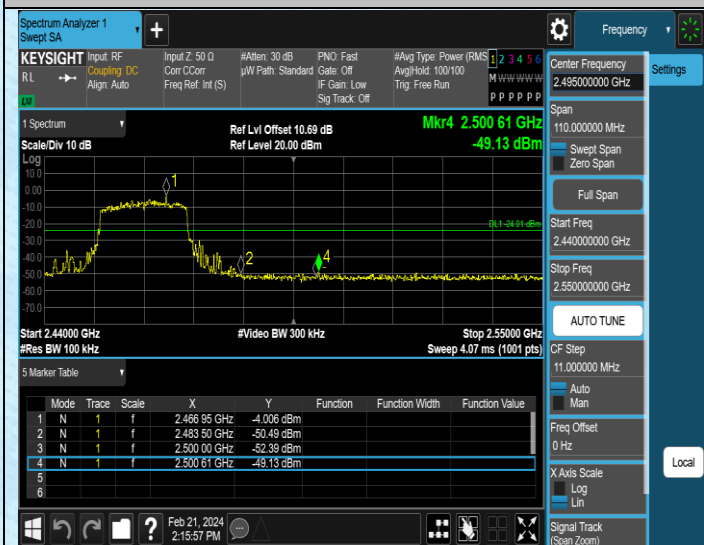 Spectrum Analyzer 1
Swept SA
Frequency
KEYSIGHT
RL
LXI
Input: RF
Coupling: DC
Align: Auto
Input Z: 50 Ω
Corr CCorr
Freq Ref: Int (S)
#Atten: 30 dB
µW Path: Standard
PNO: Fast
Gate: Off
IF Gain: Low
Sig Track: Off
#Avg Type: Power (RMS
Avg|Hold: 100/100
Trig: Free Run
1 2 3 4 5 6
M W W W W W
P P P P P P
1 Spectrum
Scale/Div 10 dB
Ref Lvl Offset 10.69 dB
Ref Level 20.00 dBm
Mkr4 2.500 61 GHz
-49.13 dBm
Log
10.0
0.00
-10.0
-20.0
-30.0
-40.0
-50.0
-60.0
-70.0
1
2
4
DL1 -24.01 dBm
Start 2.44000 GHz
#Res BW 100 kHz
#Video BW 300 kHz
Stop 2.55000 GHz
Sweep 4.07 ms (1001 pts)
5 Marker Table
Mode Trace Scale X Y Function Function Width Function Value
1 N 1 f 2.466 95 GHz -4.006 dBm
2 N 1 f 2.483 50 GHz -50.49 dBm
3 N 1 f 2.500 00 GHz -52.39 dBm
4 N 1 f 2.500 61 GHz -49.13 dBm
5
6
Feb 21, 2024
2:15:57 PM
Center Frequency
2.495000000 GHz
Settings
Span
110.000000 MHz
Swept Span
Zero Span
Full Span
Start Freq
2.440000000 GHz
Stop Freq
2.550000000 GHz
AUTO TUNE
CF Step
11.000000 MHz
Auto
Man
Freq Offset
0 Hz
X Axis Scale
Log
Lin
Local
Signal Track
(Span Zoom)